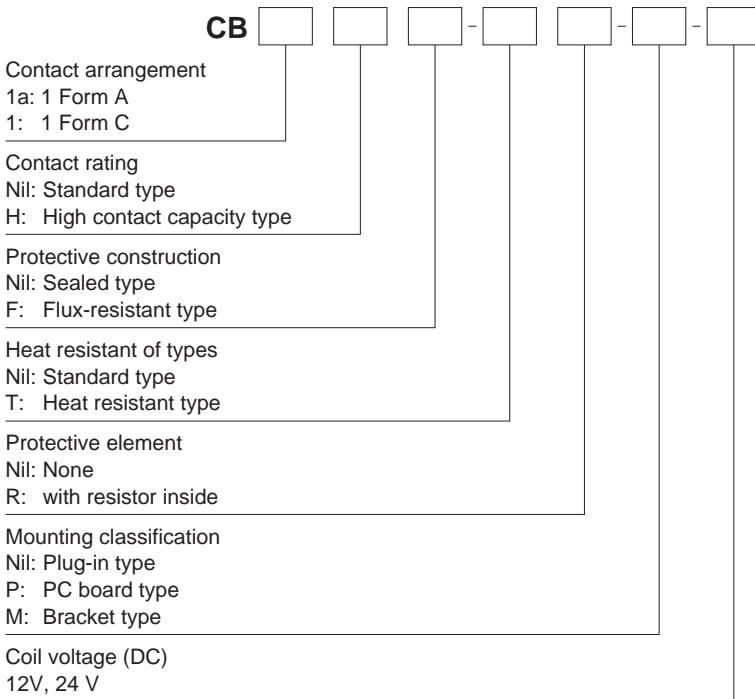 CB - - -
Contact arrangement
1a: 1 Form A
1: 1 Form C
Contact rating
Nil: Standard type
H: High contact capacity type
Protective construction
Nil: Sealed type
F: Flux-resistant type
Heat resistant of types
Nil: Standard type
T: Heat resistant type
Protective element
Nil: None
R: with resistor inside
Mounting classification
Nil: Plug-in type
P: PC board type
M: Bracket type
Coil voltage (DC)
12V, 24 V